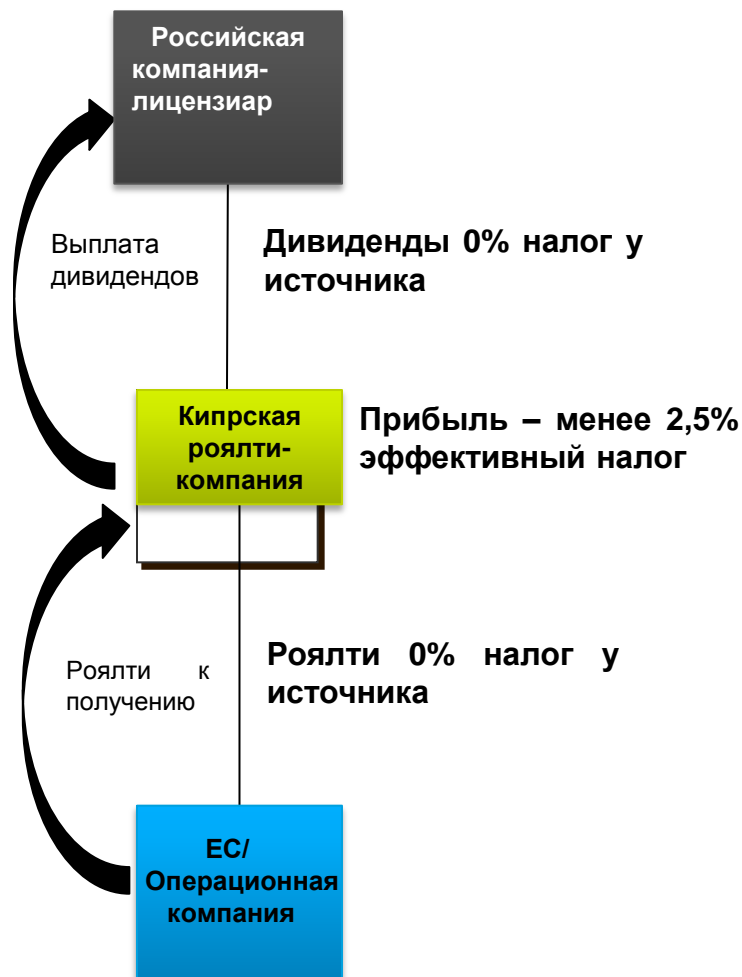 Российская
компания-
лицензиар
Выплата
дивидендов
Дивиденды 0% налог у
источника
Кипрская
роялти-
компания
Прибыль – менее 2,5%
эффективный налог
Роялти к
получению
Роялти 0% налог у
источника
ЕС/
Операционная
компания